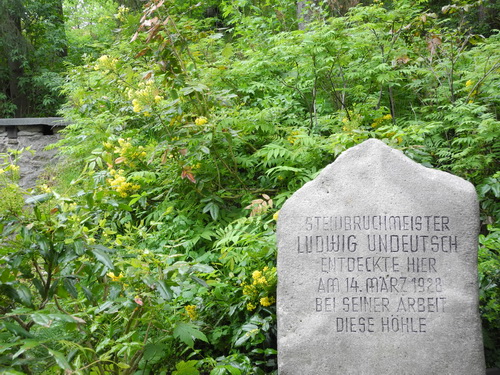 STEINBRUCHMEISTER
LUDWIG UNDEUTSCH
ENTDECKTE HIER
AM 14. MÄRZ 1928
BEI SEINER ARBEIT
DIESE HÖHLE